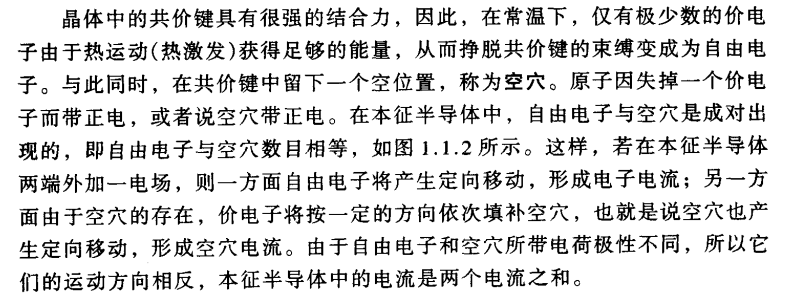 晶体中的共价键具有很强的结合力，因此，在常温下，仅有极少数的价电
子由于热运动(热激发)获得足够的能量，从而挣脱共价键的束缚变成为自由电
子。与此同时，在共价键中留下一个空位置，称为空穴。原子因失掉一个价电
子而带正电，或者说空穴带正电。在本征半导体中，自由电子与空穴是成对出
现的，即自由电子与空穴数目相等，如图 1.1.2 所示。这样，若在本征半导体
两端外加一电场，则一方面自由电子将产生定向移动，形成电子电流；另一方
面由于空穴的存在，价电子将按一定的方向依次填补空穴，也就是说空穴也产
生定向移动，形成空穴电流。由于自由电子和空穴所带电荷极性不同，所以它
们的运动方向相反，本征半导体中的电流是两个电流之和。